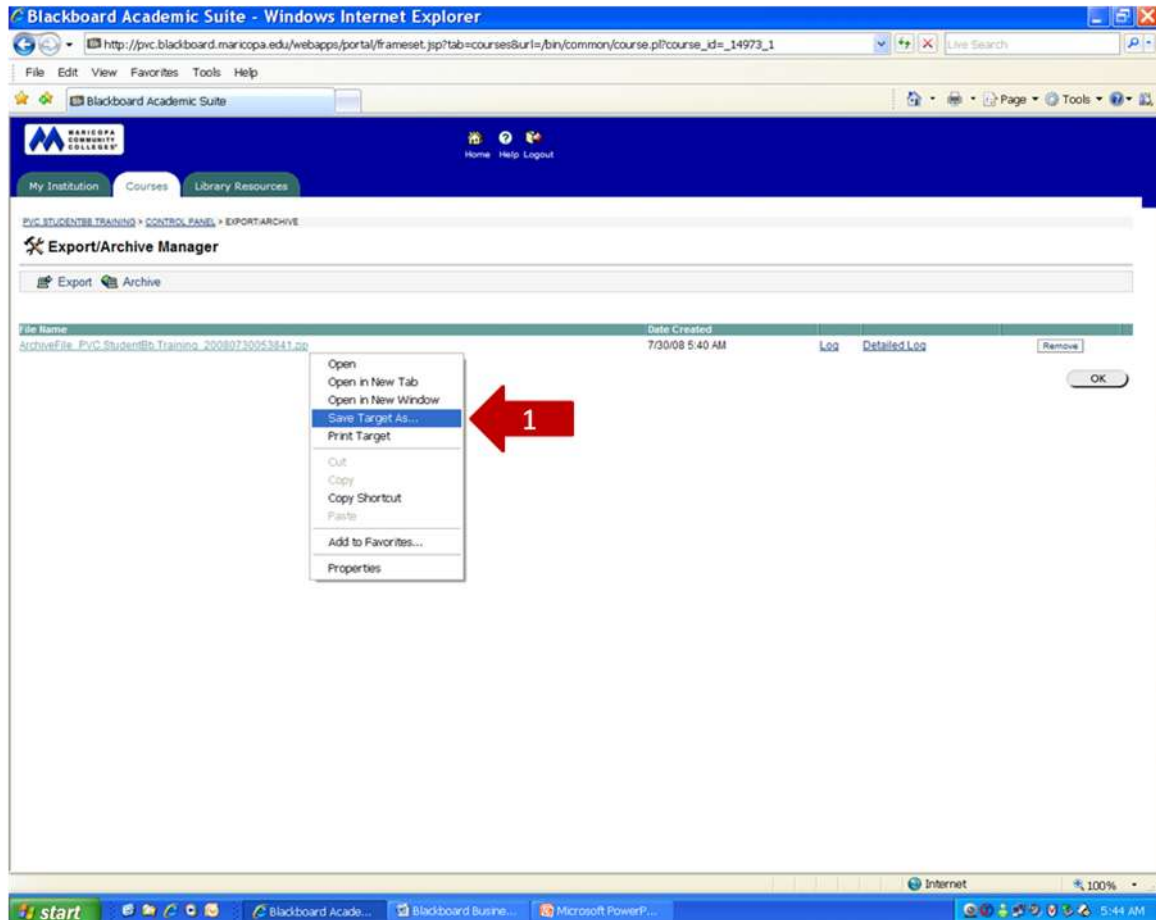 Blackboard Academic Suite - Windows Internet Explorer
http://pvc.blackboard.maricopa.edu/webapps/portal/frameset.jsp?tab=courses&url=/bin/common/course.pl?course_id=_14973_1 Live Search
File Edit View Favorites Tools Help
Blackboard Academic Suite Page Tools
MARICOPA
COMMUNITY
COLLEGES
Home Help Logout
My Institution Courses Library Resources
PVC.STUDENTBB.TRAINING > CONTROL PANEL > EXPORT/ARCHIVE
Export/Archive Manager
Export Archive
File Name Date Created
ArchiveFile_PVC.StudentBb.Training_20080730053841.zip 7/30/08 5:40 AM Log Detailed Log Remove
OK
Open
Open in New Tab
Open in New Window
Save Target As...
1
Print Target
Cut
Copy
Copy Shortcut
Paste
Add to Favorites...
Properties
Internet 100%
start Blackboard Acade... Blackboard Busine... Microsoft PowerP... 5:44 AM